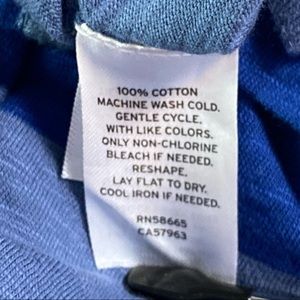 100% COTTON
MACHINE WASH COLD.
GENTLE CYCLE.
WITH LIKE COLORS.
ONLY NON-CHLORINE
BLEACH IF NEEDED.
RESHAPE,
LAY FLAT TO DRY.
COOL IRON IF NEEDED.
RN58665
CA57963